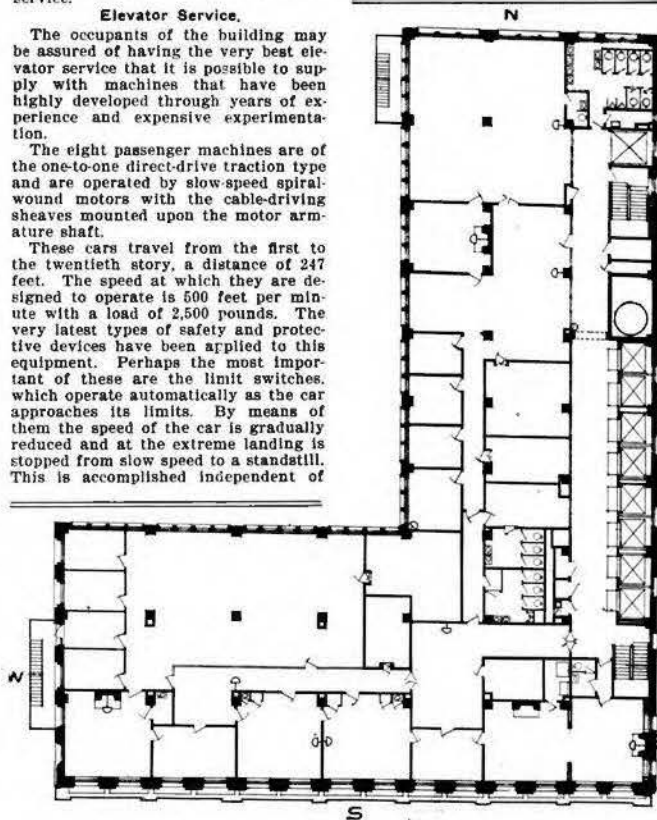 service.
Elevator Service.
The occupants of the building may
be assured of having the very best ele-
vator service that it is possible to sup-
ply with machines that have been
highly developed through years of ex-
perience and expensive experimenta-
tion.
The eight passenger machines are of
the one-to-one direct-drive traction type
and are operated by slow-speed spiral-
wound motors with the cable-driving
sheaves mounted upon the motor arm-
ature shaft.
These cars travel from the first to
the twentieth story, a distance of 247
feet. The speed at which they are de-
signed to operate is 500 feet per min-
ute with a load of 2,500 pounds. The
very latest types of safety and protec-
tive devices have been applied to this
equipment. Perhaps the most impor-
tant of these are the limit switches,
which operate automatically as the car
approaches its limits. By means of
them the speed of the car is gradually
reduced and at the extreme landing is
stopped from slow speed to a standstill.
This is accomplished independent of
N
W
S